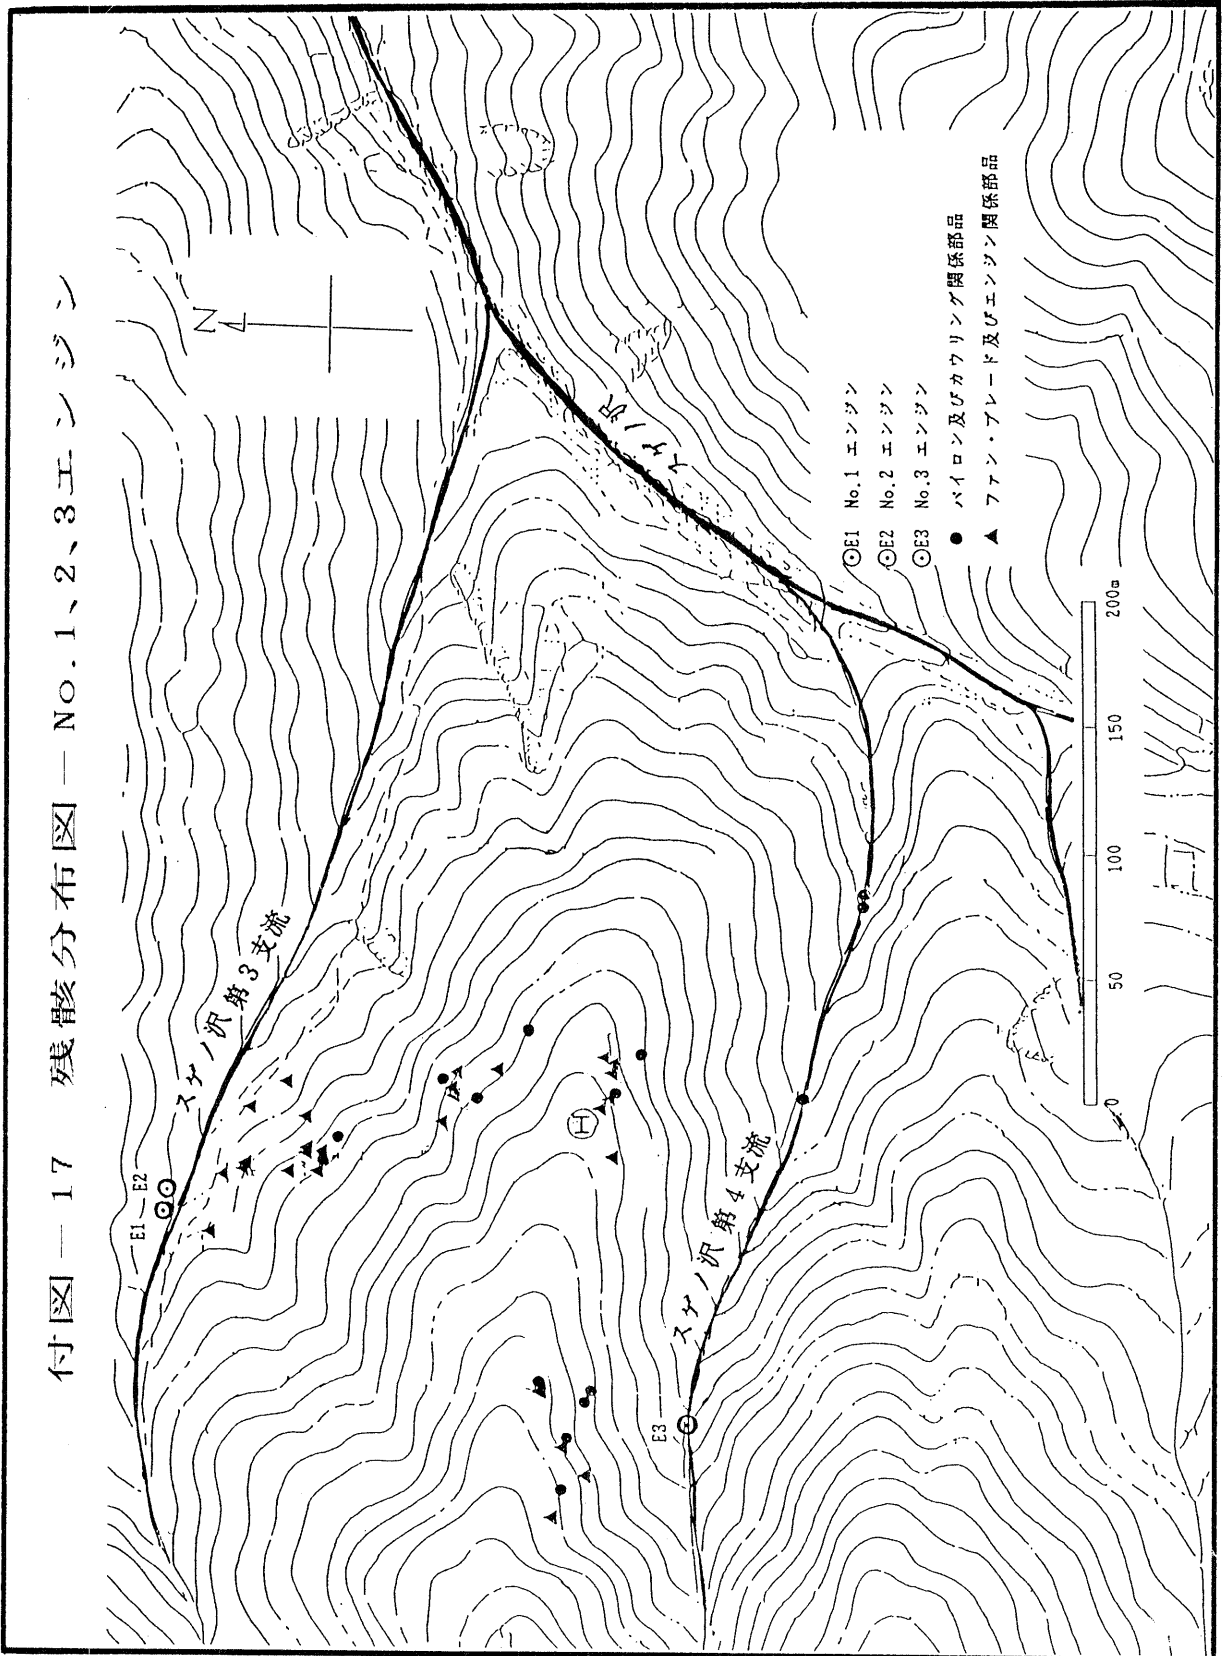 付図－17 残骸分布図－No.1、2、3エンジン
N
スゲノ沢第3支流
E1
E2
スゲノ沢
スゲノ沢第4支流
E3
H
E1 No.1 エンジン
E2 No.2 エンジン
E3 No.3 エンジン
● パイロン及びカウリング関係部品
▲ ファン・ブレード及びエンジン関係部品
0 50 100 150 200m